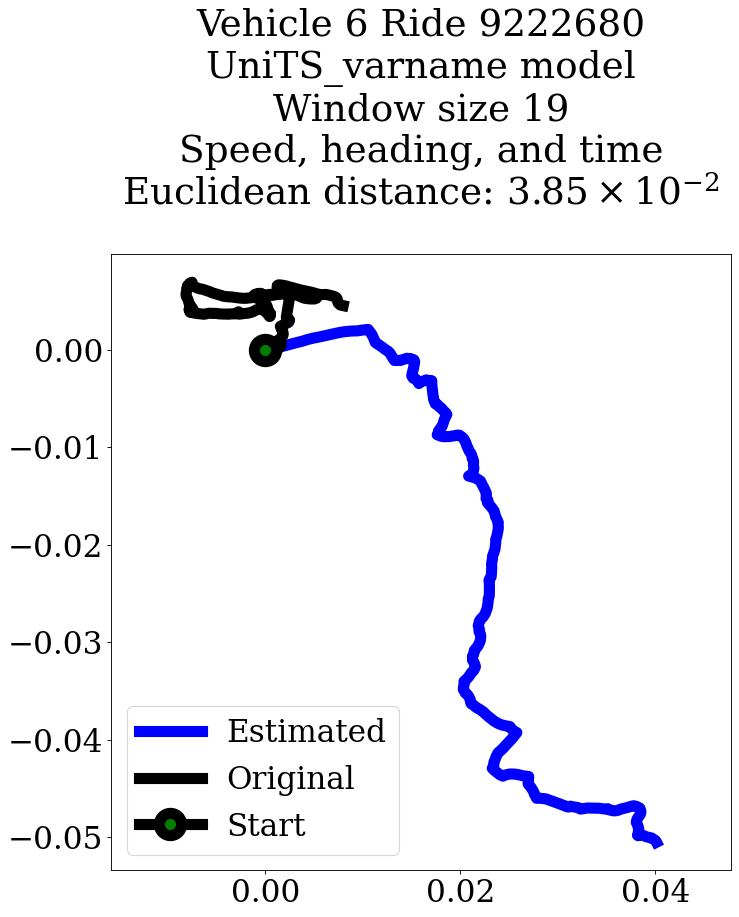 Vehicle 6 Ride 9222680
UniTS_varname model
Window size 19
Speed, heading, and time
Euclidean distance: 3.85 × 10⁻²
0.00
−0.01
−0.02
−0.03
−0.04
−0.05
Estimated
Original
Start
0.00 0.02 0.04